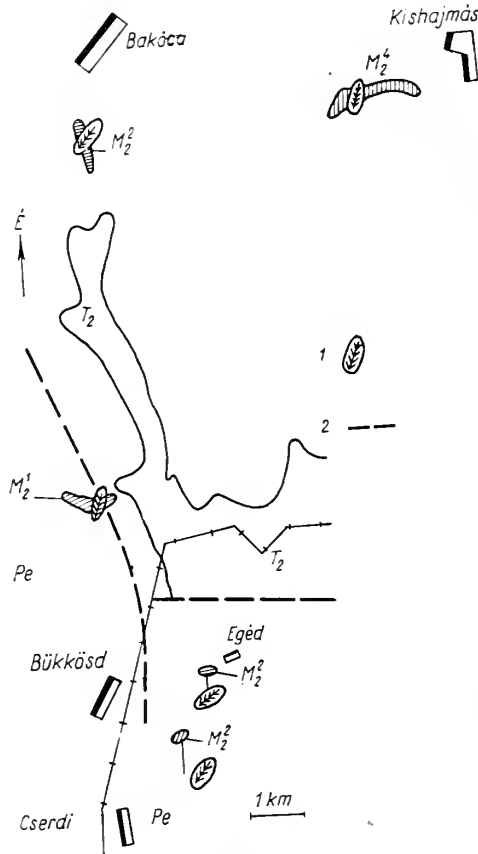 Kishajmás
Bakóca
M₂⁴
M₂²
É
T₂
1
2
M₂¹
T₂
Pe
Egéd
M₂²
Bükkösd
M₂²
1 km
Cserdi
Pe